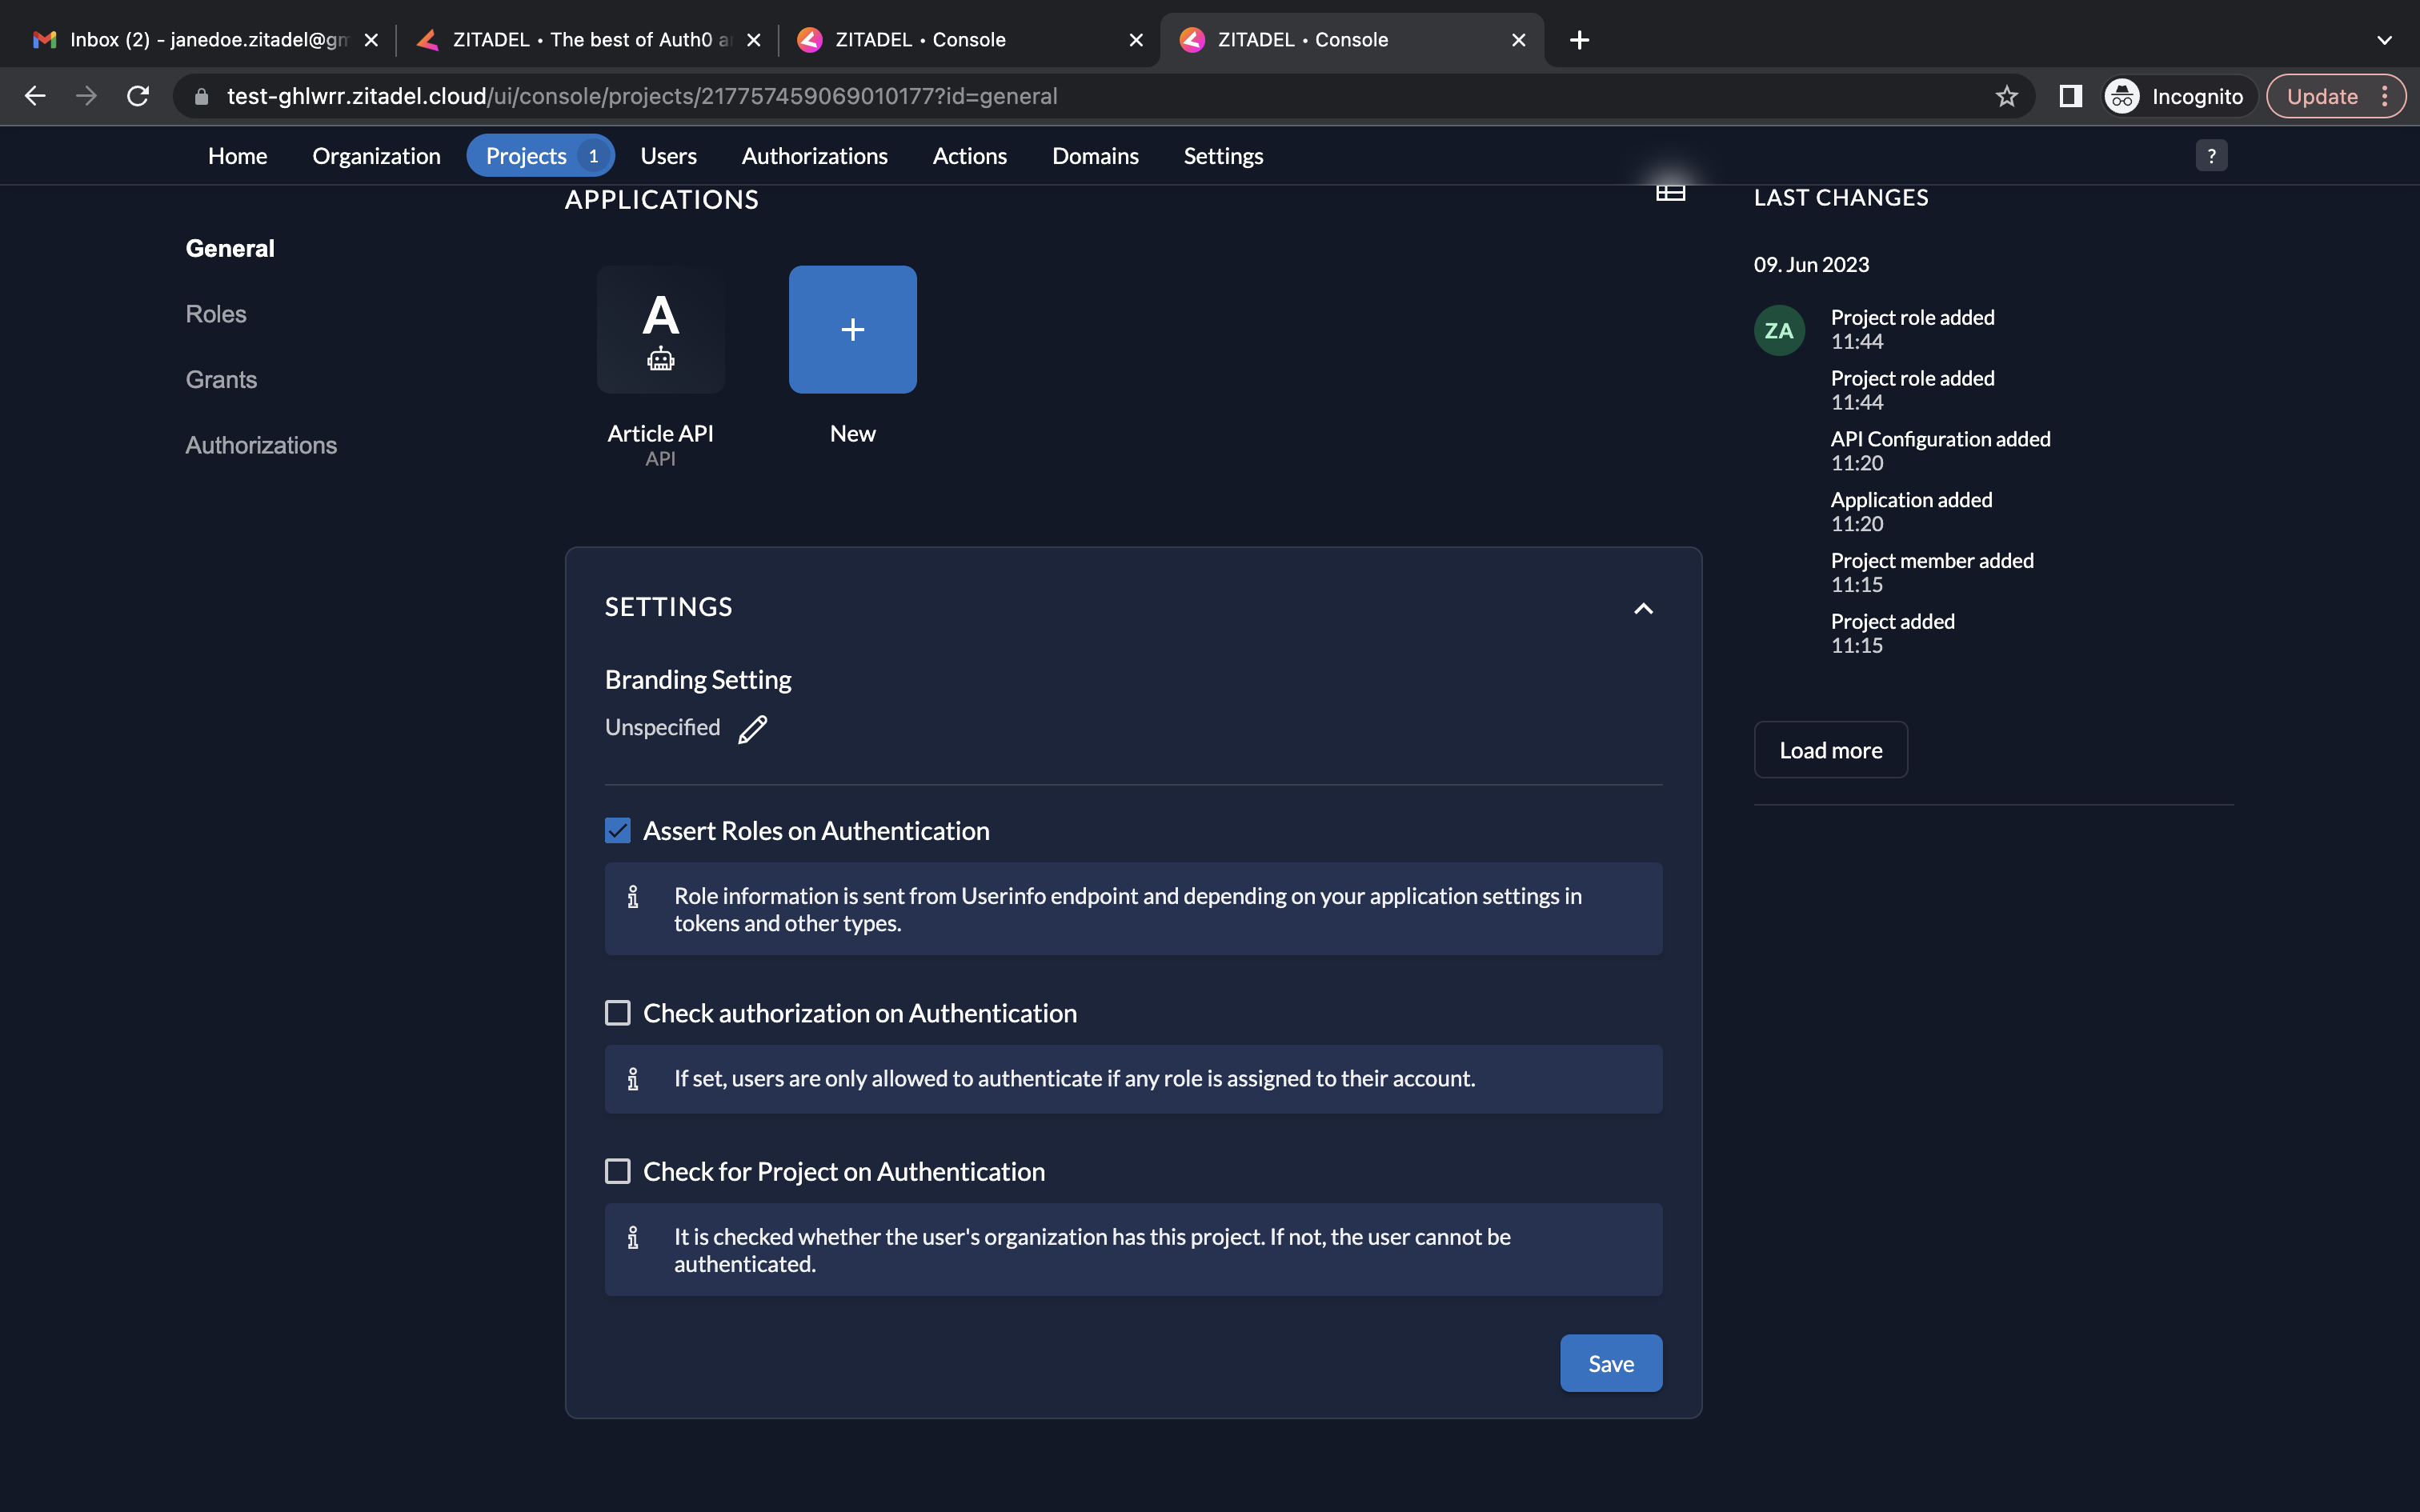 Inbox (2) - janedoe.zitadel@gm
ZITADEL • The best of Auth0 a
ZITADEL • Console
ZITADEL • Console
test-ghlwrr.zitadel.cloud/ui/console/projects/217757459069010177?id=general
Incognito
Update
Home
Organization
Projects 1
Users
Authorizations
Actions
Domains
Settings
?
General
Roles
Grants
Authorizations
APPLICATIONS
A
Article API
API
+
New
SETTINGS
Branding Setting
Unspecified
Assert Roles on Authentication
Role information is sent from Userinfo endpoint and depending on your application settings in
tokens and other types.
Check authorization on Authentication
If set, users are only allowed to authenticate if any role is assigned to their account.
Check for Project on Authentication
It is checked whether the user's organization has this project. If not, the user cannot be
authenticated.
Save
LAST CHANGES
09. Jun 2023
ZA
Project role added
11:44
Project role added
11:44
API Configuration added
11:20
Application added
11:20
Project member added
11:15
Project added
11:15
Load more